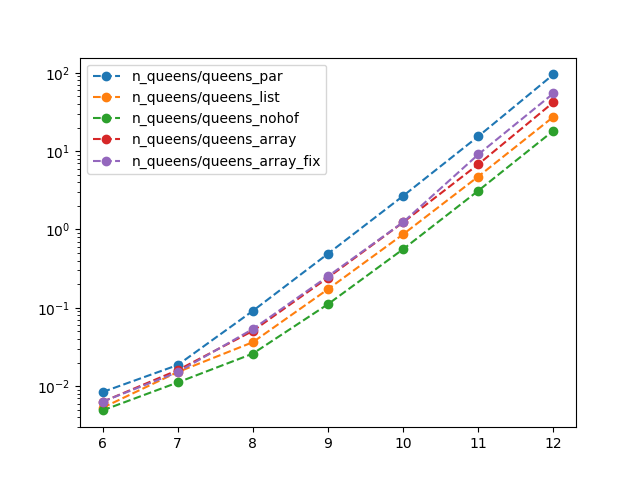 n_queens/queens_par
n_queens/queens_list
n_queens/queens_nohof
n_queens/queens_array
n_queens/queens_array_fix
10²
10¹
10⁰
10⁻¹
10⁻²
6 7 8 9 10 11 12